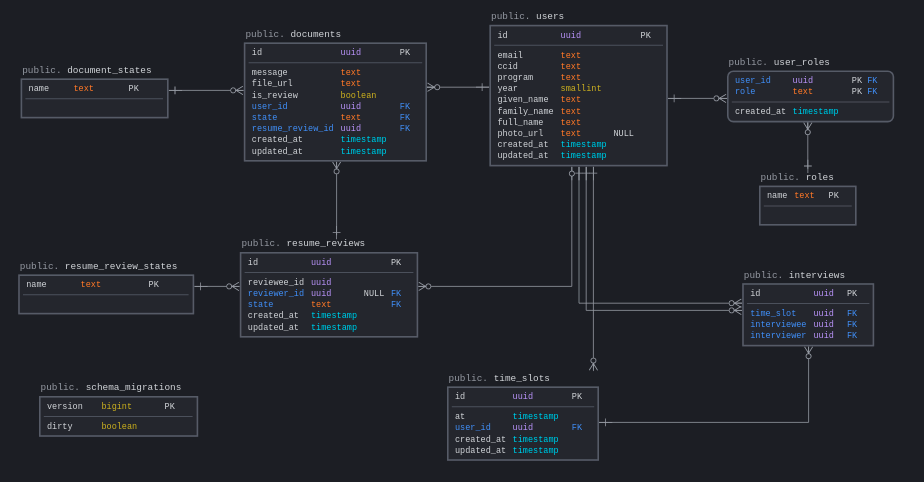 public. users
id uuid PK
email text
ccid text
program text
year smallint
given_name text
family_name text
full_name text
photo_url text NULL
created_at timestamp
updated_at timestamp
public. documents
id uuid PK
message text
file_url text
is_review boolean
user_id uuid FK
state text FK
resume_review_id uuid FK
created_at timestamp
updated_at timestamp
public. document_states
name text PK
public. user_roles
user_id uuid PK FK
role text PK FK
created_at timestamp
public. roles
name text PK
public. resume_reviews
id uuid PK
reviewee_id uuid
reviewer_id uuid NULL FK
state text FK
created_at timestamp
updated_at timestamp
public. resume_review_states
name text PK
public. interviews
id uuid PK
time_slot uuid FK
interviewee uuid FK
interviewer uuid FK
public. schema_migrations
version bigint PK
dirty boolean
public. time_slots
id uuid PK
at timestamp
user_id uuid FK
created_at timestamp
updated_at timestamp